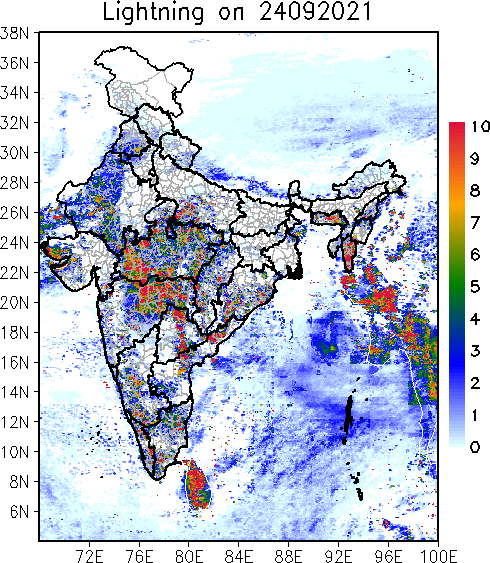 Lightning on 24092021
38N
36N
34N
32N
30N
28N
26N
24N
22N
20N
18N
16N
14N
12N
10N
8N
6N
72E 76E 80E 84E 88E 92E 96E 100E
10
9
8
7
6
5
4
3
2
1
0